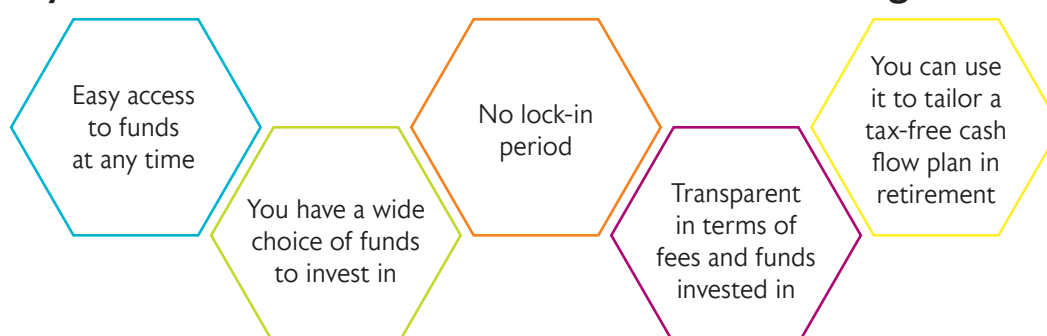 Easy access
to funds
at any time
You have a wide
choice of funds
to invest in
No lock-in
period
Transparent
in terms of
fees and funds
invested in
You can use
it to tailor a
tax-free cash
flow plan in
retirement